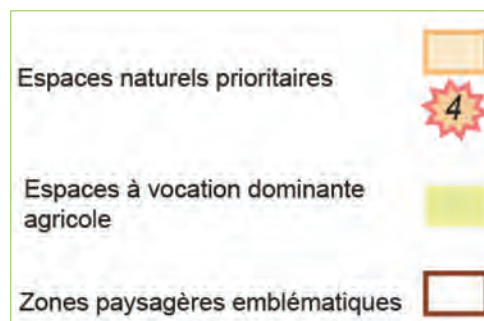 Espaces naturels prioritaires
4
Espaces à vocation dominante
agricole
Zones paysagères emblématiques